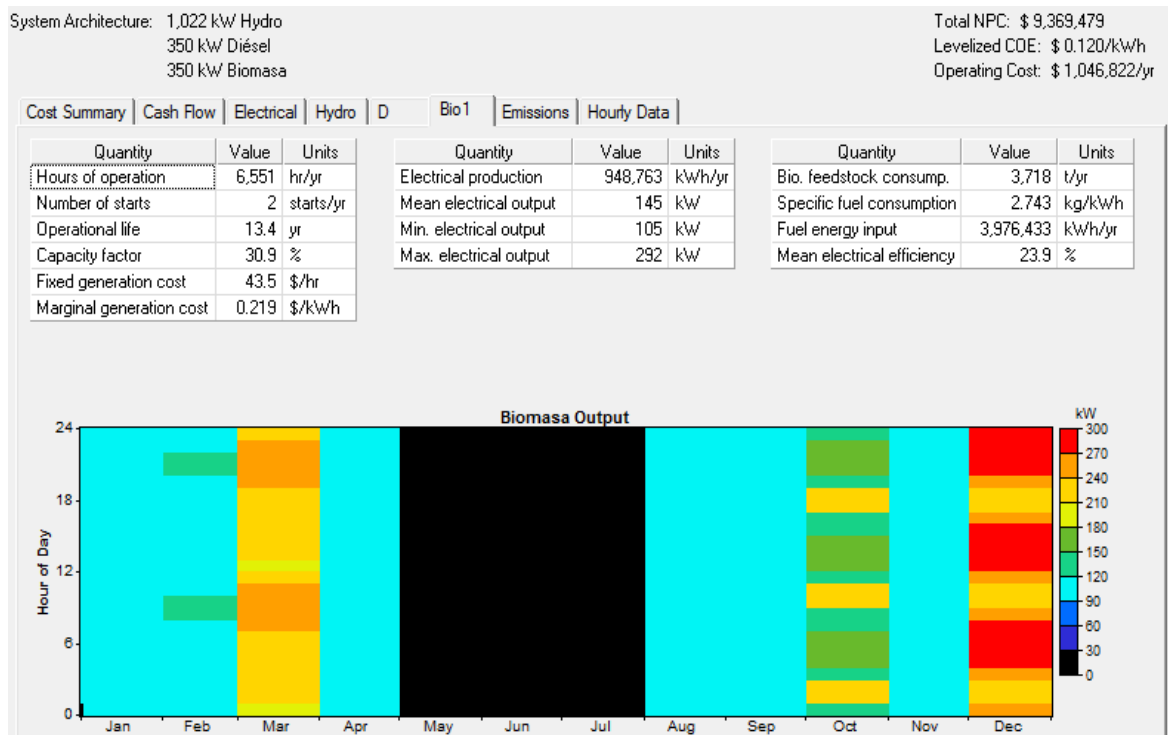 System Architecture: 1,022 kW Hydro
350 kW Diésel
350 kW Biomasa
Total NPC: $ 9,369,479
Levelized COE: $ 0.120/kWh
Operating Cost: $ 1,046,822/yr
Cost Summary Cash Flow Electrical Hydro D Bio1 Emissions Hourly Data
Quantity Value Units
Hours of operation 6,551 hr/yr
Number of starts 2 starts/yr
Operational life 13.4 yr
Capacity factor 30.9 %
Fixed generation cost 43.5 $/hr
Marginal generation cost 0.219 $/kWh
Quantity Value Units
Electrical production 948,763 kWh/yr
Mean electrical output 145 kW
Min. electrical output 105 kW
Max. electrical output 292 kW
Quantity Value Units
Bio. feedstock consump. 3,718 t/yr
Specific fuel consumption 2.743 kg/kWh
Fuel energy input 3,976,433 kWh/yr
Mean electrical efficiency 23.9 %
Biomasa Output
Hour of Day
24
18
12
6
0
Jan Feb Mar Apr May Jun Jul Aug Sep Oct Nov Dec
kW
300
270
240
210
180
150
120
90
60
30
0